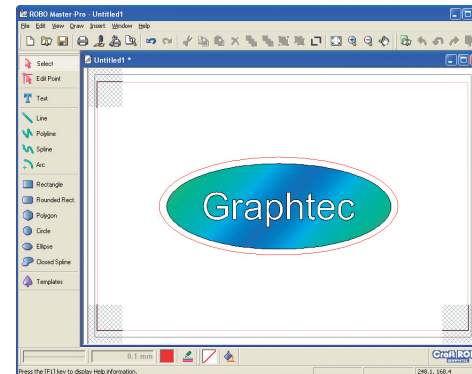 ROBO Master-Pro - Untitled1
File Edit View Draw Insert Window Help
Untitled1 *
Select
Edit Point
Text
Line
Polyline
Spline
Arc
Rectangle
Rounded Rect.
Polygon
Circle
Ellipse
Closed Spline
Templates
Graphtec
0.1 mm
Craft ROBO
Press the [F1] key to display Help information.
248.1, 168.4